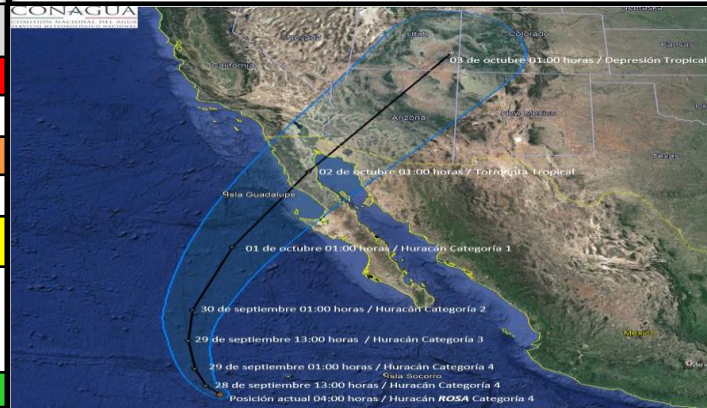 CONAGUA
COMISIÓN NACIONAL DEL AGUA
SERVICIO METEOROLÓGICO NACIONAL
Nebraska
Nevada
Utah
Colorado
Kansas
03 de octubre 01:00 horas / Depresión Tropical
California
Arizona
New Mexico
Texas
02 de octubre 01:00 horas / Tormenta Tropical
Isla Guadalupe
01 de octubre 01:00 horas / Huracán Categoría 1
30 de septiembre 01:00 horas / Huracán Categoría 2
México
29 de septiembre 13:00 horas / Huracán Categoría 3
29 de septiembre 01:00 horas / Huracán Categoría 4
Isla Socorro
28 de septiembre 13:00 horas / Huracán Categoría 4
Posición actual 04:00 horas / Huracán ROSA Categoría 4